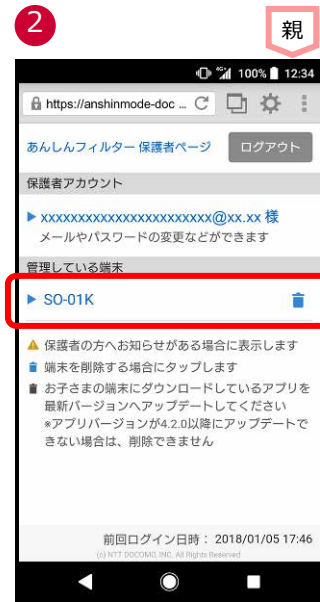 2
親
100% 12:34
https://anshinmode-doc ...
あんしんフィルター 保護者ページ
ログアウト
保護者アカウント
xxxxxxxxxxxxxxxxxxxxxxx@xx.xx 様
メールやパスワードの変更などができます
管理している端末
SO-01K
保護者の方へお知らせがある場合に表示します
端末を削除する場合にタップします
お子さまの端末にダウンロードしているアプリを
最新バージョンへアップデートしてください
※アプリバージョンが4.2.0以降にアップデートで
きない場合は、削除できません
前回ログイン日時： 2018/01/05 17:46
(c) NTT DOCOMO, INC. All Rights Reserved